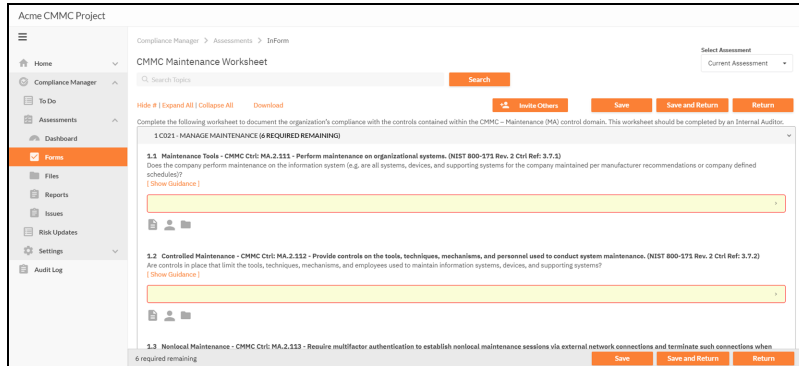 Acme CMMC Project
Compliance Manager > Assessments > InForm
Select Assessment
Home
CMMC Maintenance Worksheet
Current Assessment
Compliance Manager
Search Topics
Search
To Do
Hide # | Expand All | Collapse All
Download
Invite Others
Save
Save and Return
Return
Assessments
Complete the following worksheet to document the organization's compliance with the controls contained within the CMMC – Maintenance (MA) control domain. This worksheet should be completed by an Internal Auditor.
Dashboard
1 C021 - MANAGE MAINTENANCE (6 REQUIRED REMAINING)
Forms
1.1 Maintenance Tools - CMMC Ctrl: MA.2.111 - Perform maintenance on organizational systems. (NIST 800-171 Rev. 2 Ctrl Ref: 3.7.1)
Does the company perform maintenance on the information system (e.g. are all systems, devices, and supporting systems for the company maintained per manufacturer recommendations or company defined
schedules)?
[ Show Guidance ]
Files
Reports
Issues
Risk Updates
Settings
1.2 Controlled Maintenance - CMMC Ctrl: MA.2.112 - Provide controls on the tools, techniques, mechanisms, and personnel used to conduct system maintenance. (NIST 800-171 Rev. 2 Ctrl Ref: 3.7.2)
Are controls in place that limit the tools, techniques, mechanisms, and employees used to maintain information systems, devices, and supporting systems?
[ Show Guidance ]
Audit Log
1.3 Nonlocal Maintenance - CMMC Ctrl: MA.2.113 - Require multifactor authentication to establish nonlocal maintenance sessions via external network connections and terminate such connections when
6 required remaining
Save
Save and Return
Return